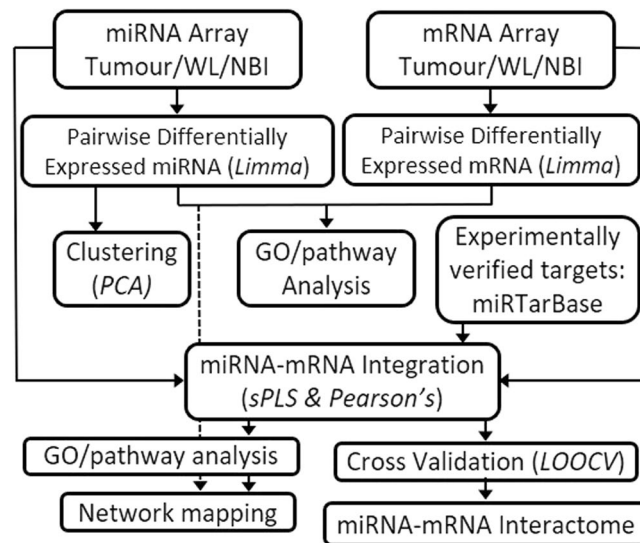 miRNA Array
Tumour/WL/NBI
mRNA Array
Tumour/WL/NBI
Pairwise Differentially
Expressed miRNA (Limma)
Pairwise Differentially
Expressed mRNA (Limma)
Clustering
(PCA)
GO/pathway
Analysis
Experimentally
verified targets:
miRTarBase
miRNA-mRNA Integration
(sPLS & Pearson's)
GO/pathway analysis
Cross Validation (LOOCV)
Network mapping
miRNA-mRNA Interactome